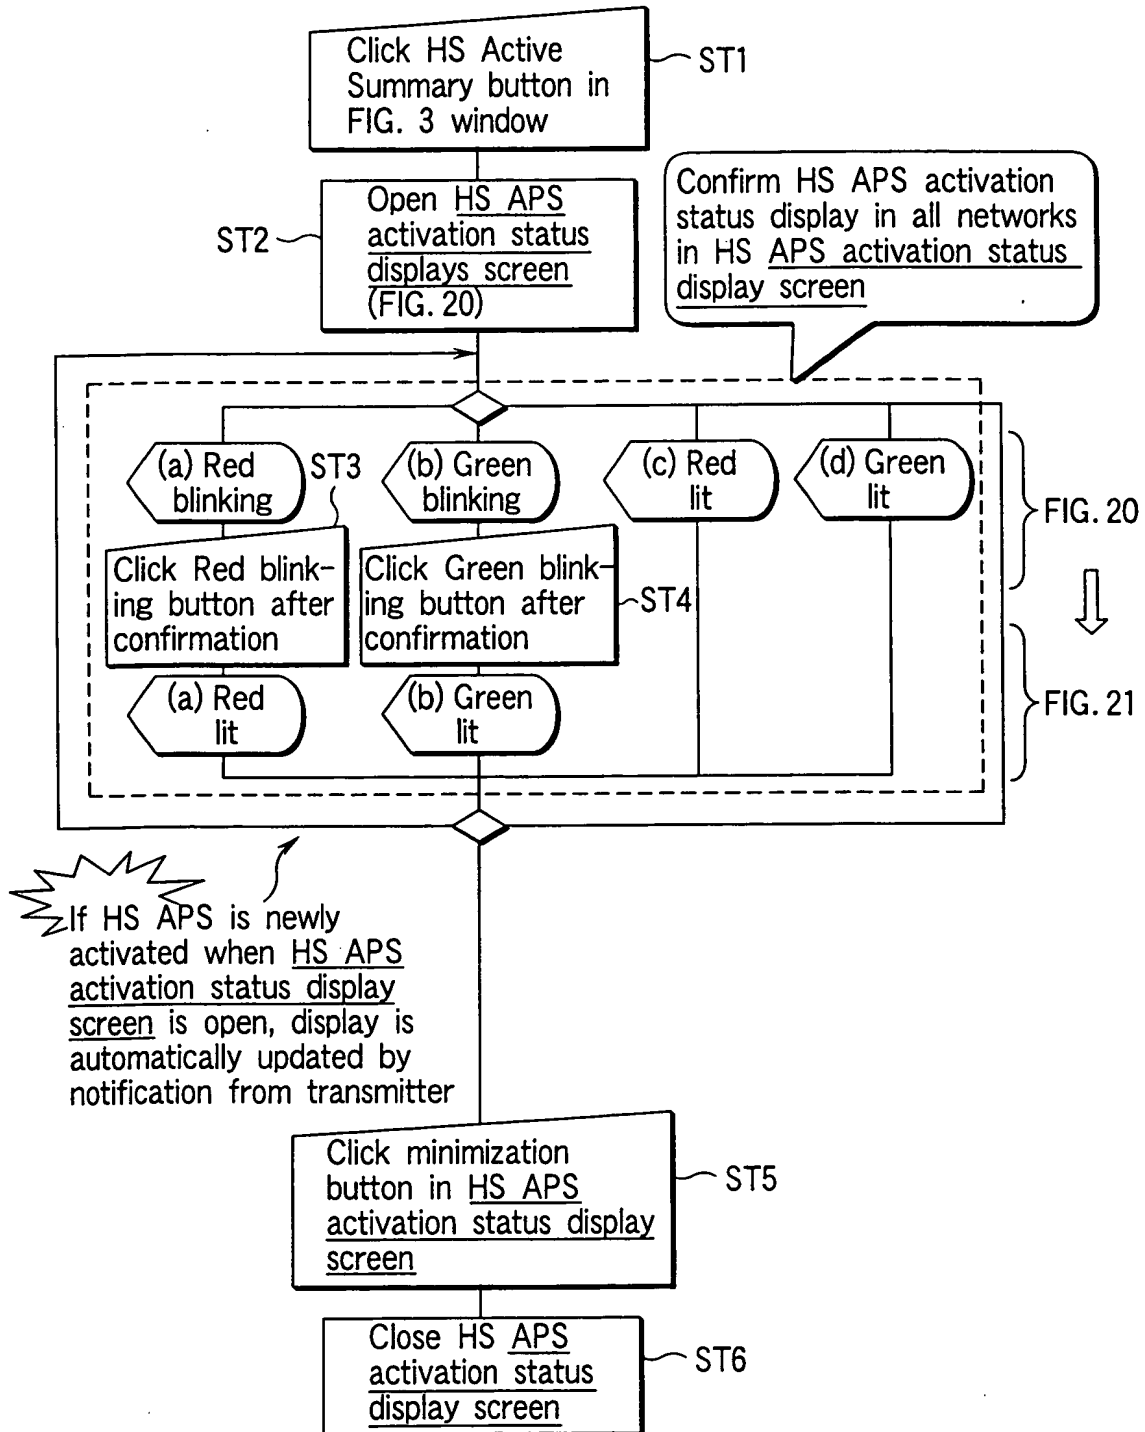 Click HS Active
Summary button in
FIG. 3 window
ST1
Open HS APS
activation status
displays screen
(FIG. 20)
ST2
Confirm HS APS activation
status display in all networks
in HS APS activation status
display screen
(a) Red
blinking
ST3
(b) Green
blinking
(c) Red
lit
(d) Green
lit
FIG. 20
Click Red blink-
ing button after
confirmation
Click Green blink-
ing button after
confirmation
ST4
(a) Red
lit
(b) Green
lit
FIG. 21
If HS APS is newly
activated when HS APS
activation status display
screen is open, display is
automatically updated by
notification from transmitter
Click minimization
button in HS APS
activation status display
screen
ST5
Close HS APS
activation status
display screen
ST6